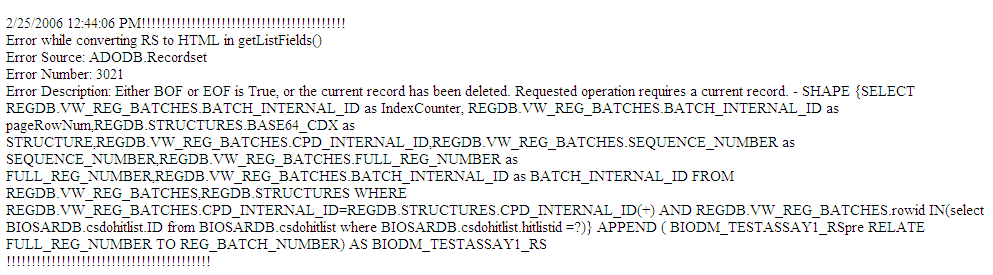 2/25/2006 12:44:06 PM!!!!!!!!!!!!!!!!!!!!!!!!!!!!!!!!!!!!!!!!!
Error while converting RS to HTML in getListFields()
Error Source: ADODB.Recordset
Error Number: 3021
Error Description: Either BOF or EOF is True, or the current record has been deleted. Requested operation requires a current record. - SHAPE {SELECT
REGDB.VW_REG_BATCHES.BATCH_INTERNAL_ID as IndexCounter, REGDB.VW_REG_BATCHES.BATCH_INTERNAL_ID as
pageRowNum,REGDB.STRUCTURES.BASE64_CDX as
STRUCTURE,REGDB.VW_REG_BATCHES.CPD_INTERNAL_ID,REGDB.VW_REG_BATCHES.SEQUENCE_NUMBER as
SEQUENCE_NUMBER,REGDB.VW_REG_BATCHES.FULL_REG_NUMBER as
FULL_REG_NUMBER,REGDB.VW_REG_BATCHES.BATCH_INTERNAL_ID as BATCH_INTERNAL_ID FROM
REGDB.VW_REG_BATCHES,REGDB.STRUCTURES WHERE
REGDB.VW_REG_BATCHES.CPD_INTERNAL_ID=REGDB.STRUCTURES.CPD_INTERNAL_ID(+) AND REGDB.VW_REG_BATCHES.rowid IN(select
BIOSARDB.csdohitlist.ID from BIOSARDB.csdohitlist where BIOSARDB.csdohitlist.hitlistid =?)} APPEND ( BIODM_TESTASSAY1_RSpre RELATE
FULL_REG_NUMBER TO REG_BATCH_NUMBER) AS BIODM_TESTASSAY1_RS
!!!!!!!!!!!!!!!!!!!!!!!!!!!!!!!!!!!!!!!!!